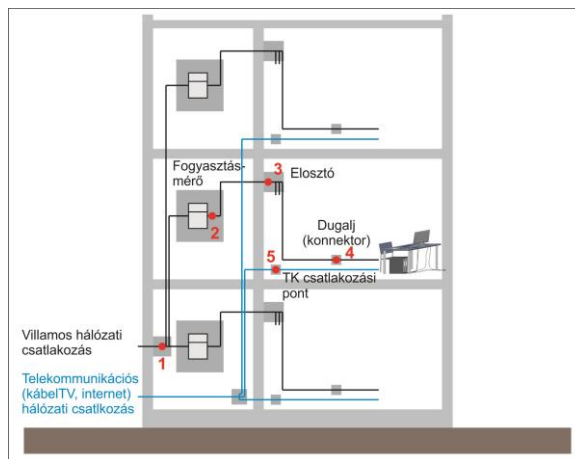 Fogyasztás-
mérő
3
Elosztó
2
Dugalj
(konnektor)
4
5
TK csatlakozási
pont
Villamos hálózati
csatlakozás
1
Telekommunikációs
(kábelTV, internet)
hálózati csatlkozás